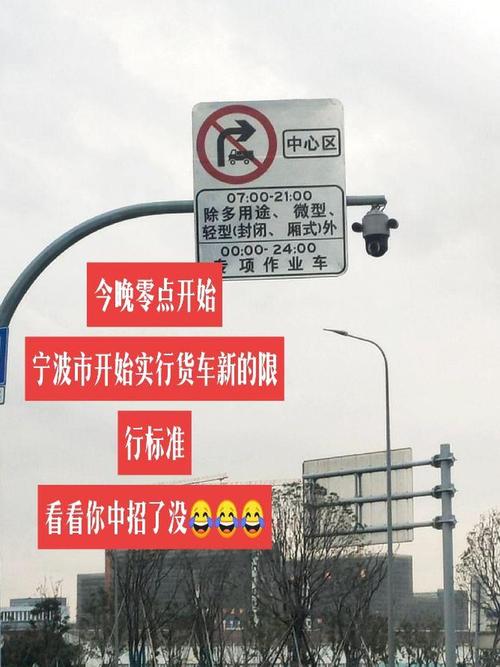 中心区
07:00-21:00
除多用途、微型、
轻型(封闭、厢式)外
00:00-24:00
专项作业车
今晚零点开始
宁波市开始实行货车新的限
行标准
看看你中招了没😂😂😂